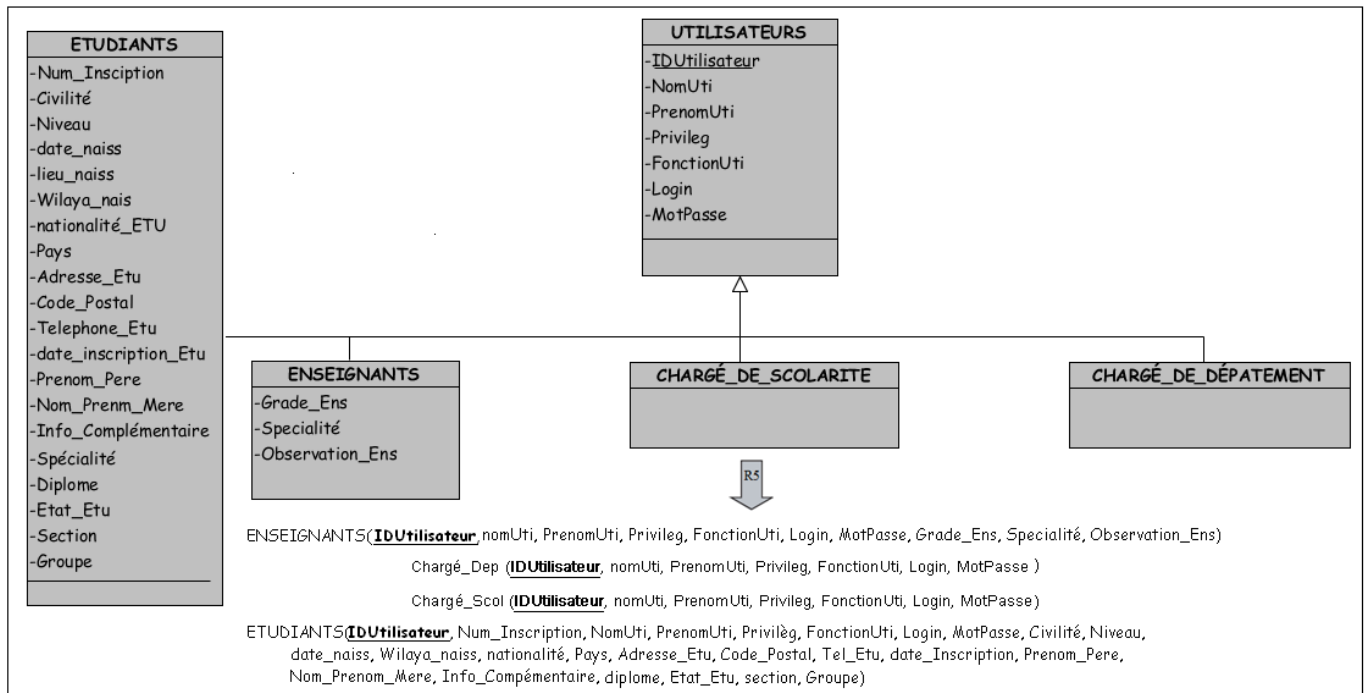 ETUDIANTS
-Num_Insciption
-Civilité
-Niveau
-date_naiss
-lieu_naiss
-Wilaya_nais
-nationalité_ETU
-Pays
-Adresse_Etu
-Code_Postal
-Telephone_Etu
-date_inscription_Etu
-Prenom_Pere
-Nom_Prenm_Mere
-Info_Complémentaire
-Spécialité
-Diplome
-Etat_Etu
-Section
-Groupe
UTILISATEURS
-IDUtilisateur
-NomUti
-PrenomUti
-Privileg
-FonctionUti
-Login
-MotPasse
ENSEIGNANTS
-Grade_Ens
-Specialité
-Observation_Ens
CHARGÉ_DE_SCOLARITE
CHARGÉ_DE_DÉPATEMENT
R5
ENSEIGNANTS(IDUtilisateur, nomUti, PrenomUti, Privileg, FonctionUti, Login, MotPasse, Grade_Ens, Specialité, Observation_Ens)
Chargé_Dep (IDUtilisateur, nomUti, PrenomUti, Privileg, FonctionUti, Login, MotPasse )
Chargé_Scol (IDUtilisateur, nomUti, PrenomUti, Privileg, FonctionUti, Login, MotPasse)
ETUDIANTS(IDUtilisateur, Num_Inscription, NomUti, PrenomUti, Privilèg, FonctionUti, Login, MotPasse, Civilité, Niveau,
date_naiss, Wilaya_naiss, nationalité, Pays, Adresse_Etu, Code_Postal, Tel_Etu, date_Inscription, Prenom_Pere,
Nom_Prenom_Mere, Info_Compémentaire, diplome, Etat_Etu, section, Groupe)